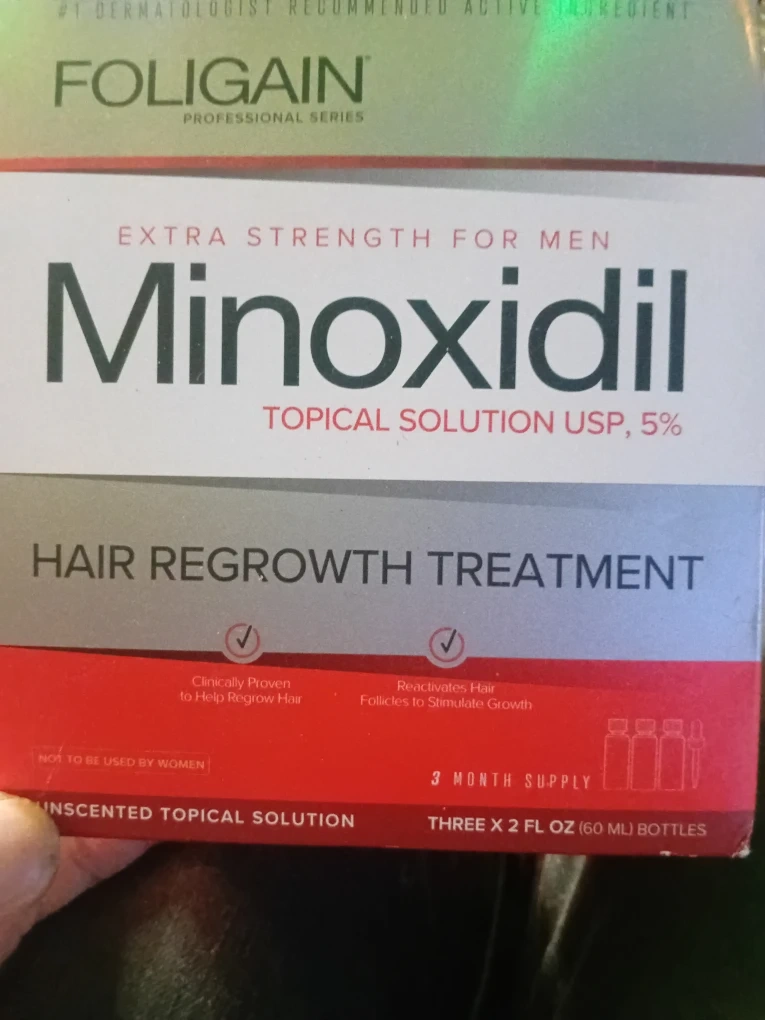 #1 DERMATOLOGIST RECOMMENDED ACTIVE INGREDIENT
FOLIGAIN
PROFESSIONAL SERIES
EXTRA STRENGTH FOR MEN
Minoxidil
TOPICAL SOLUTION USP, 5%
HAIR REGROWTH TREATMENT
Clinically Proven
to Help Regrow Hair
Reactivates Hair
Follicles to Stimulate Growth
NOT TO BE USED BY WOMEN
3 MONTH SUPPLY
UNSCENTED TOPICAL SOLUTION
THREE X 2 FL OZ (60 ML) BOTTLES